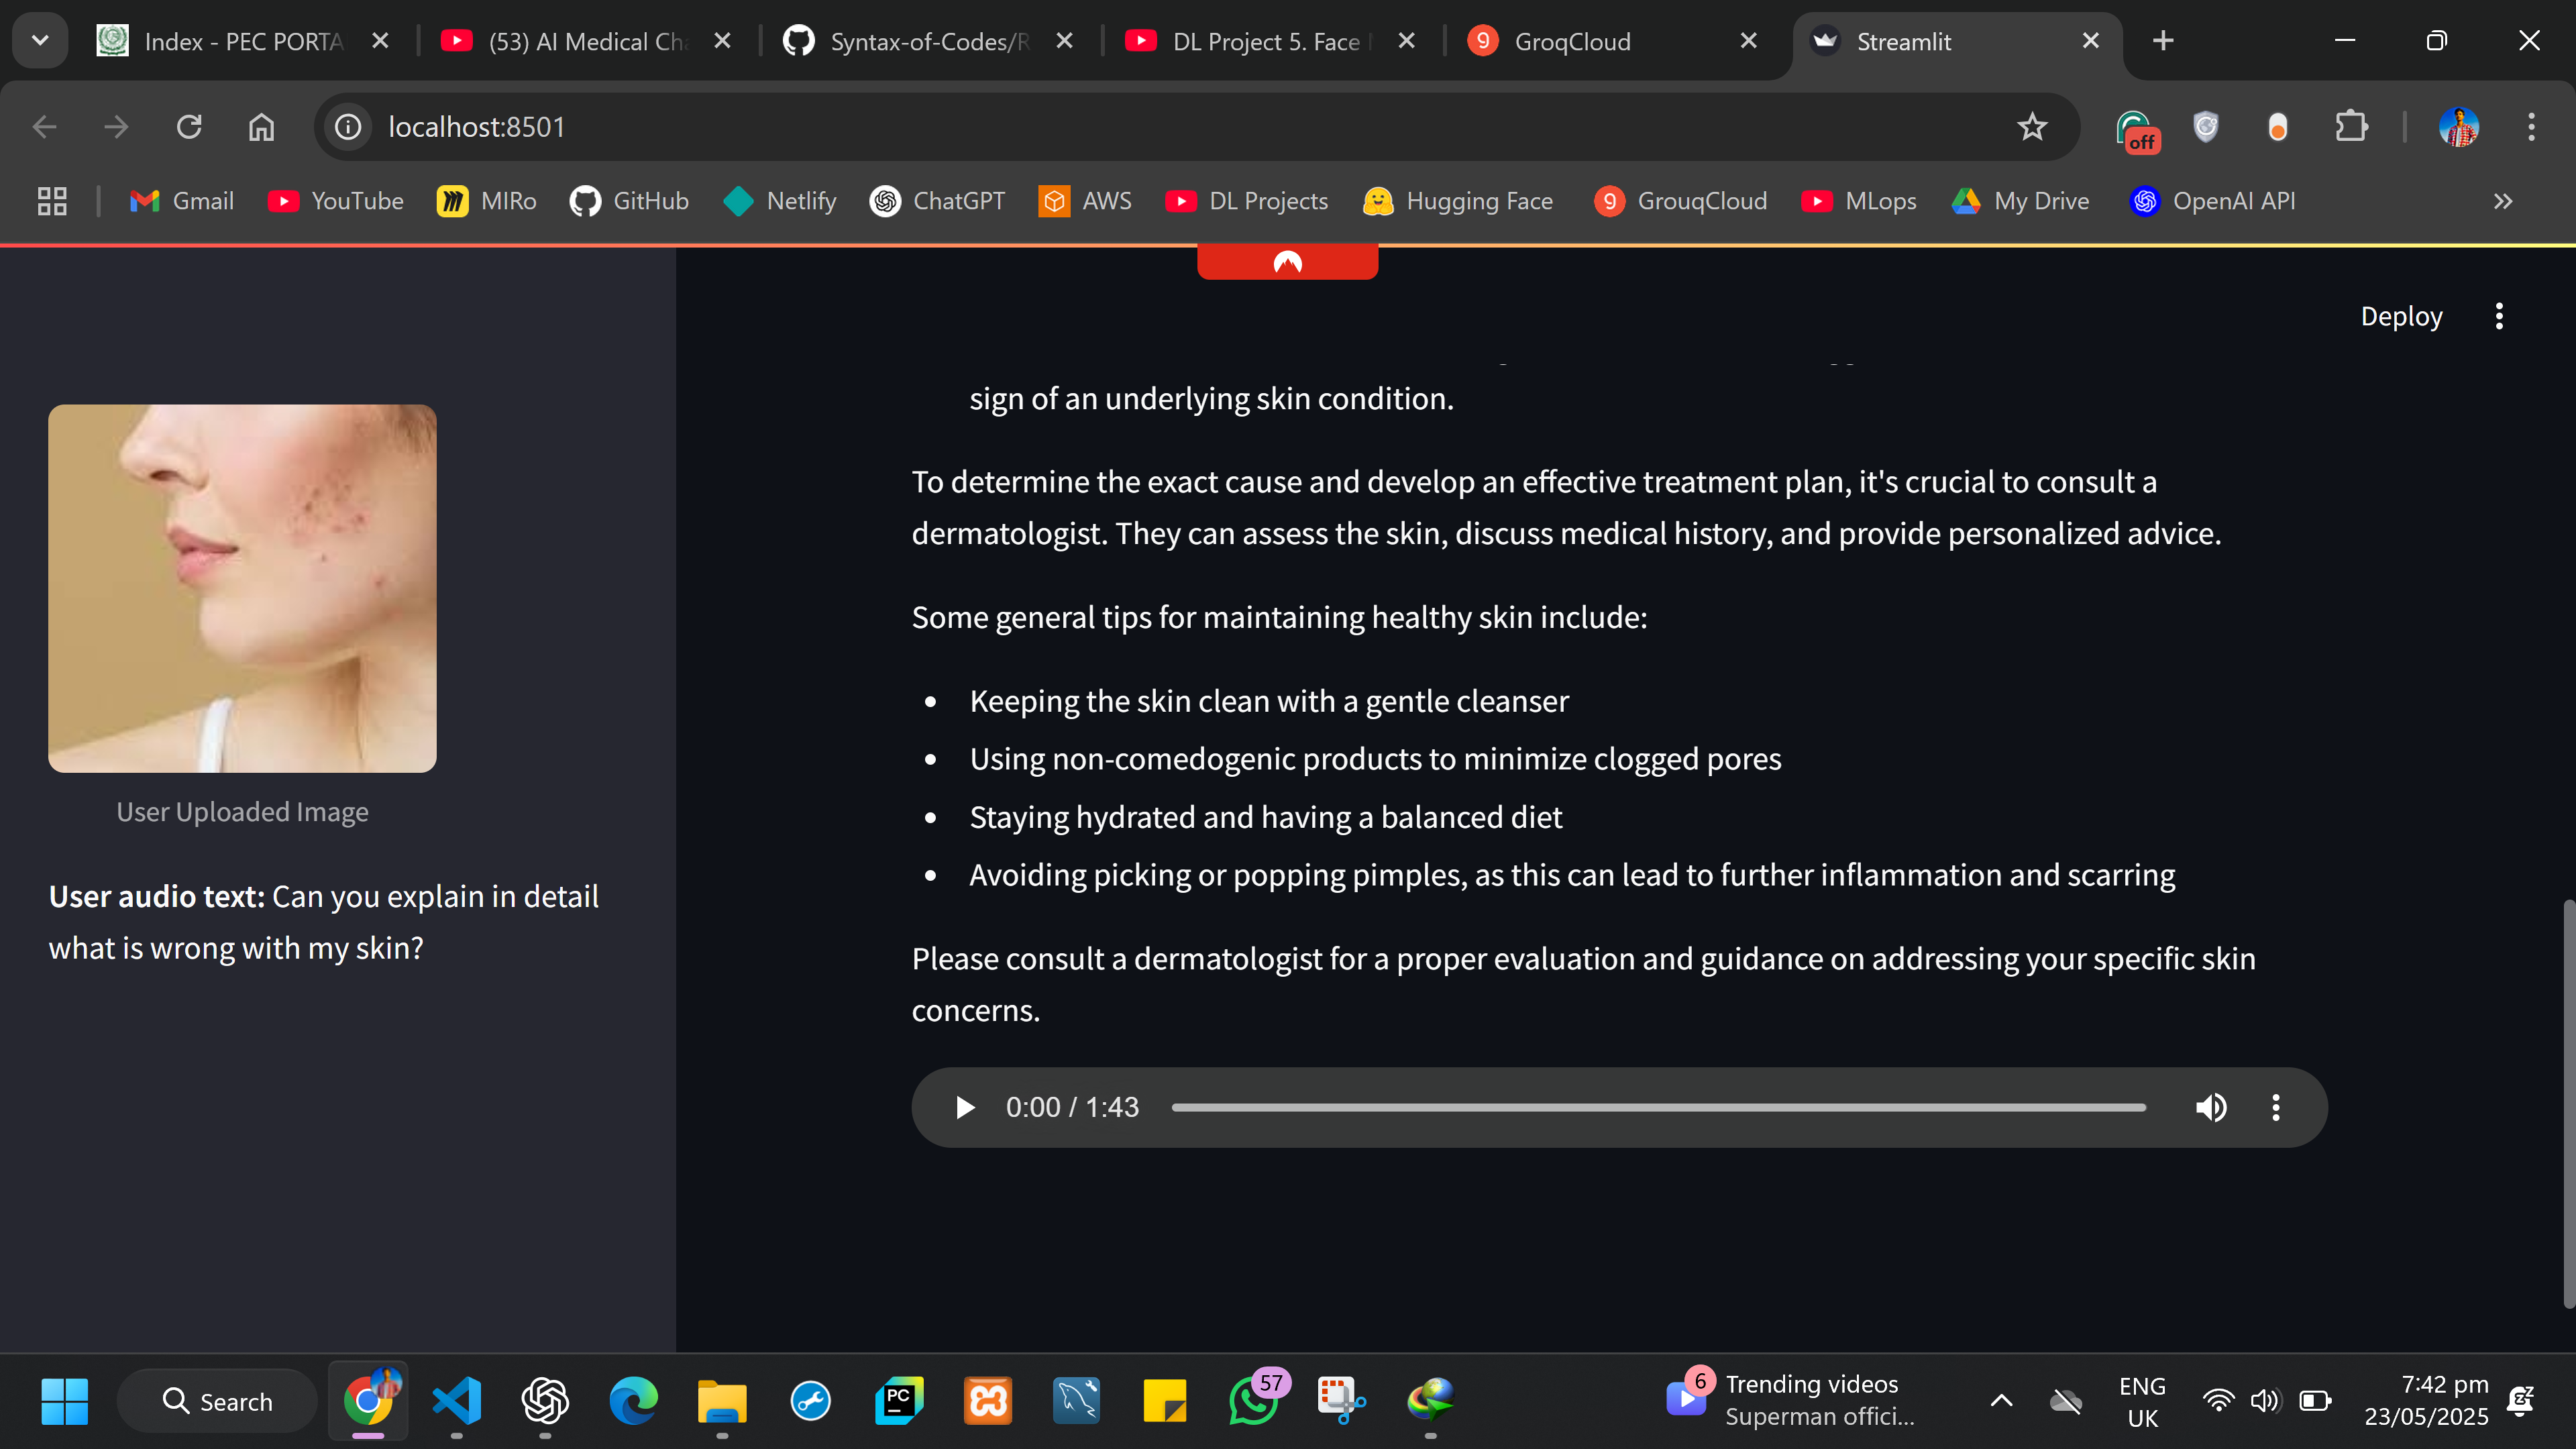 Index - PEC PORTA
(53) AI Medical Cha
Syntax-of-Codes/R
DL Project 5. Face
9 GroqCloud
Streamlit
localhost:8501
off
Gmail
YouTube
MIRo
GitHub
Netlify
ChatGPT
AWS
DL Projects
Hugging Face
9 GrouqCloud
MLops
My Drive
OpenAI API
Deploy
User Uploaded Image
User audio text: Can you explain in detail
what is wrong with my skin?
sign of an underlying skin condition.
To determine the exact cause and develop an effective treatment plan, it's crucial to consult a
dermatologist. They can assess the skin, discuss medical history, and provide personalized advice.
Some general tips for maintaining healthy skin include:
• Keeping the skin clean with a gentle cleanser
• Using non-comedogenic products to minimize clogged pores
• Staying hydrated and having a balanced diet
• Avoiding picking or popping pimples, as this can lead to further inflammation and scarring
Please consult a dermatologist for a proper evaluation and guidance on addressing your specific skin
concerns.
0:00 / 1:43
Search
PC
57
6
Trending videos
Superman offici...
ENG
UK
7:42 pm
23/05/2025